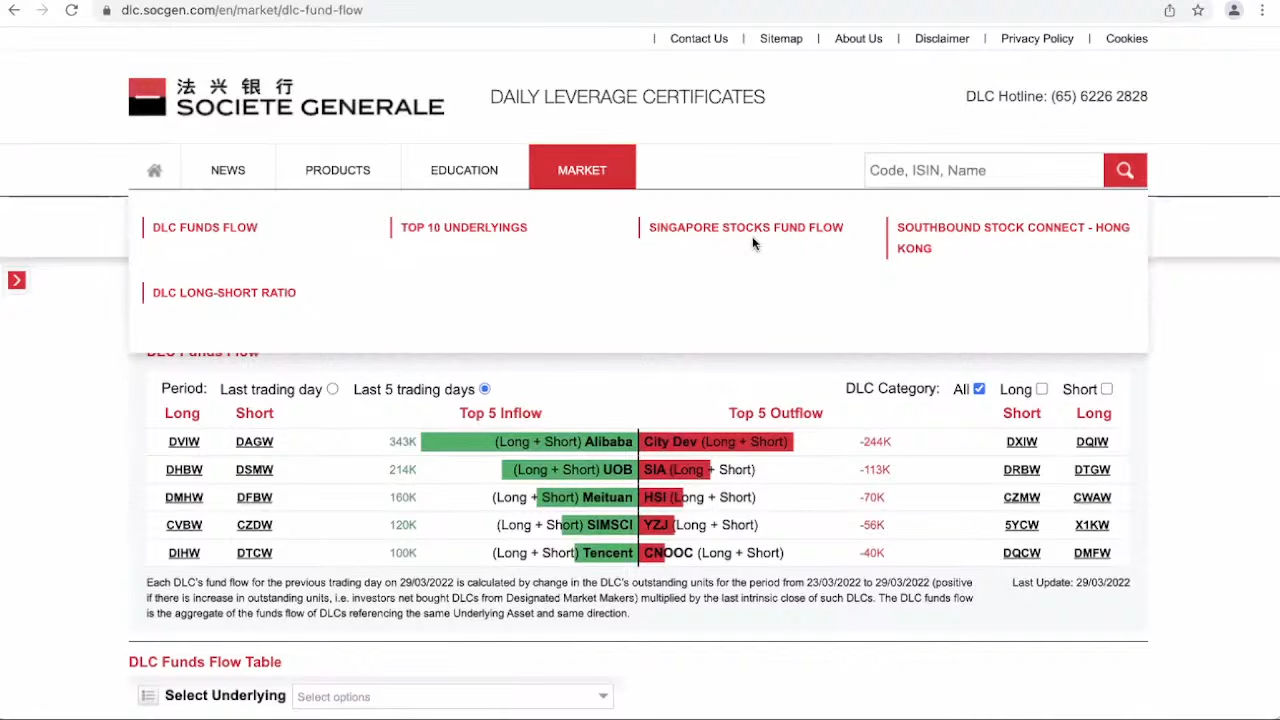 dlc.socgen.com/en/market/dlc-fund-flow
| Contact Us | Sitemap | About Us | Disclaimer | Privacy Policy | Cookies
法兴银行
SOCIETE GENERALE
DAILY LEVERAGE CERTIFICATES
DLC Hotline: (65) 6226 2828
NEWS PRODUCTS EDUCATION MARKET
Code, ISIN, Name
DLC FUNDS FLOW
TOP 10 UNDERLYINGS
SINGAPORE STOCKS FUND FLOW
SOUTHBOUND STOCK CONNECT - HONG
KONG
DLC LONG-SHORT RATIO
DLC Funds Flow
Period: Last trading day Last 5 trading days DLC Category: All Long Short
Long Short Top 5 Inflow Top 5 Outflow Short Long
DVIW DAGW 343K (Long + Short) Alibaba City Dev (Long + Short) -244K DXIW DQIW
DHBW DSMW 214K (Long + Short) UOB SIA (Long + Short) -113K DRBW DTGW
DMHW DFBW 160K (Long + Short) Meituan HSI (Long + Short) -70K CZMW CWAW
CVBW CZDW 120K (Long + Short) SIMSCI YZJ (Long + Short) -56K 5YCW X1KW
DIHW DTCW 100K (Long + Short) Tencent CNOOC (Long + Short) -40K DQCW DMFW
Each DLC's fund flow for the previous trading day on 29/03/2022 is calculated by change in the DLC's outstanding units for the period from 23/03/2022 to 29/03/2022 (positive
if there is increase in outstanding units, i.e. investors net bought DLCs from Designated Market Makers) multiplied by the last intrinsic close of such DLCs. The DLC funds flow
is the aggregate of the funds flow of DLCs referencing the same Underlying Asset and same direction.
Last Update: 29/03/2022
DLC Funds Flow Table
Select Underlying Select options